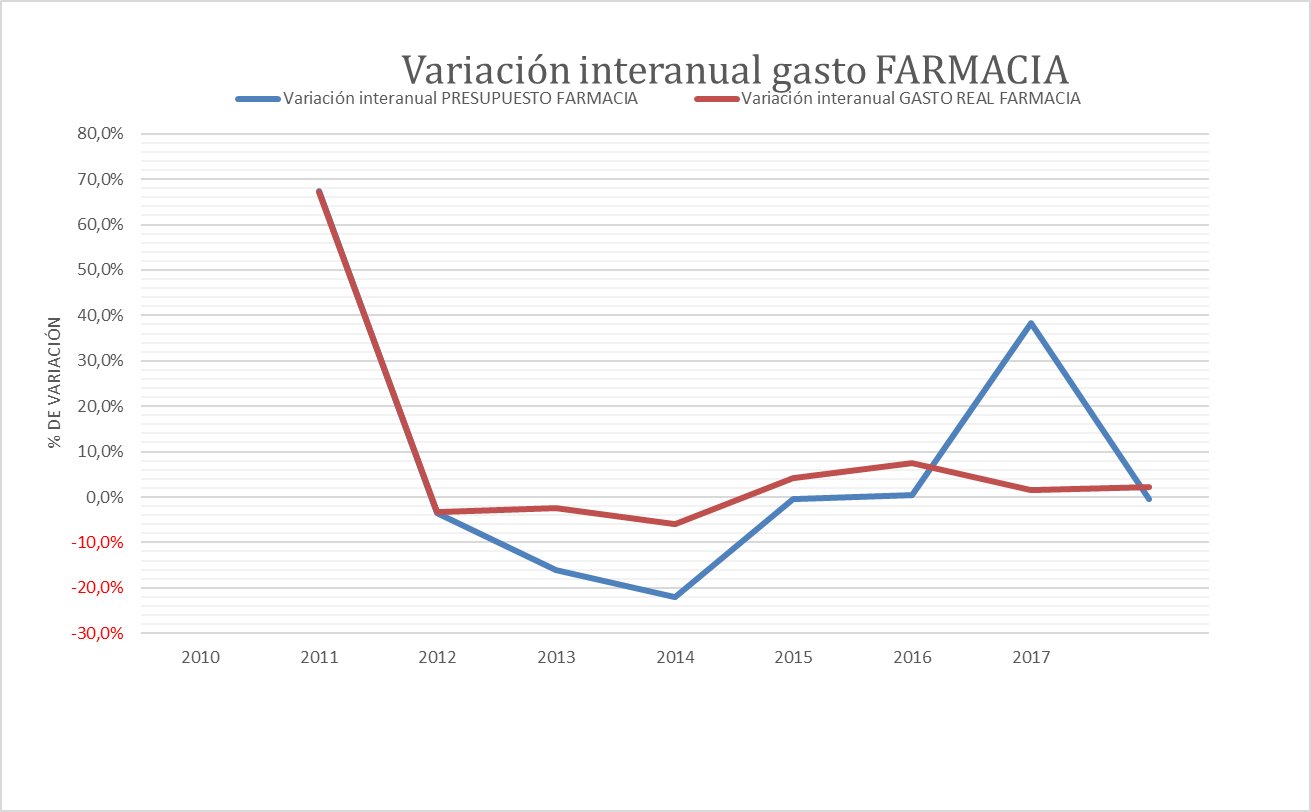 Variación interanual gasto FARMACIA
Variación interanual PRESUPUESTO FARMACIA
Variación interanual GASTO REAL FARMACIA
80,0%
70,0%
60,0%
50,0%
40,0%
30,0%
20,0%
10,0%
0,0%
-10,0%
-20,0%
-30,0%
% DE VARIACIÓN
2010 2011 2012 2013 2014 2015 2016 2017